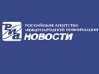 РОССИЙСКОЕ АГЕНТСТВО
МЕЖДУНАРОДНОЙ ИНФОРМАЦИИ
РИА НОВОСТИ